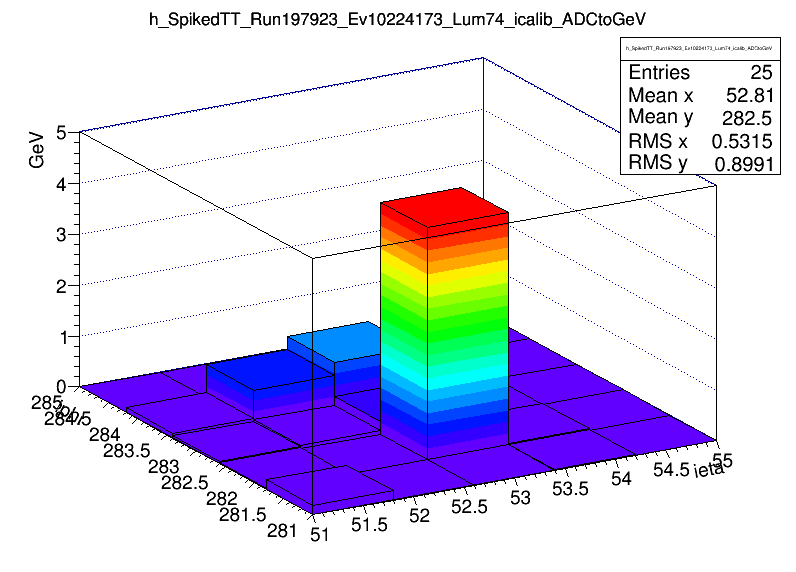 h_SpikedTT_Run197923_Ev10224173_Lum74_icalib_ADCtoGeV
h_SpikedTT_Run197923_Ev10224173_Lum74_icalib_ADCtoGeV
Entries 25
Mean x 52.81
Mean y 282.5
RMS x 0.5315
RMS y 0.8991
GeV
5
4
3
2
1
0
285
284.5
284
283.5
283
282.5
282
281.5
281
51
51.5
52
52.5
53
53.5
54
54.5
55
ieta